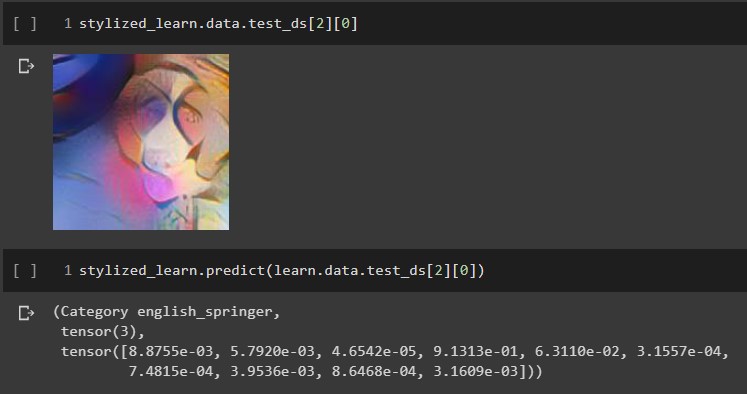 [ ] 1 stylized_learn.data.test_ds[2][0]
[ ] 1 stylized_learn.predict(learn.data.test_ds[2][0])
(Category english_springer,
 tensor(3),
 tensor([8.8755e-03, 5.7920e-03, 4.6542e-05, 9.1313e-01, 6.3110e-02, 3.1557e-04,
         7.4815e-04, 3.9536e-03, 8.6468e-04, 3.1609e-03]))